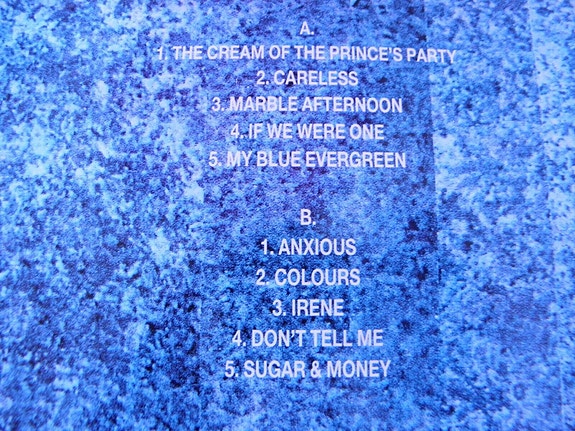 A.
1. THE CREAM OF THE PRINCE'S PARTY
2. CARELESS
3. MARBLE AFTERNOON
4. IF WE WERE ONE
5. MY BLUE EVERGREEN
B.
1. ANXIOUS
2. COLOURS
3. IRENE
4. DON'T TELL ME
5. SUGAR & MONEY